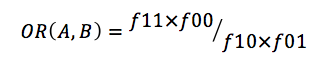 OR(A,B) = f11×f00/f10×f01